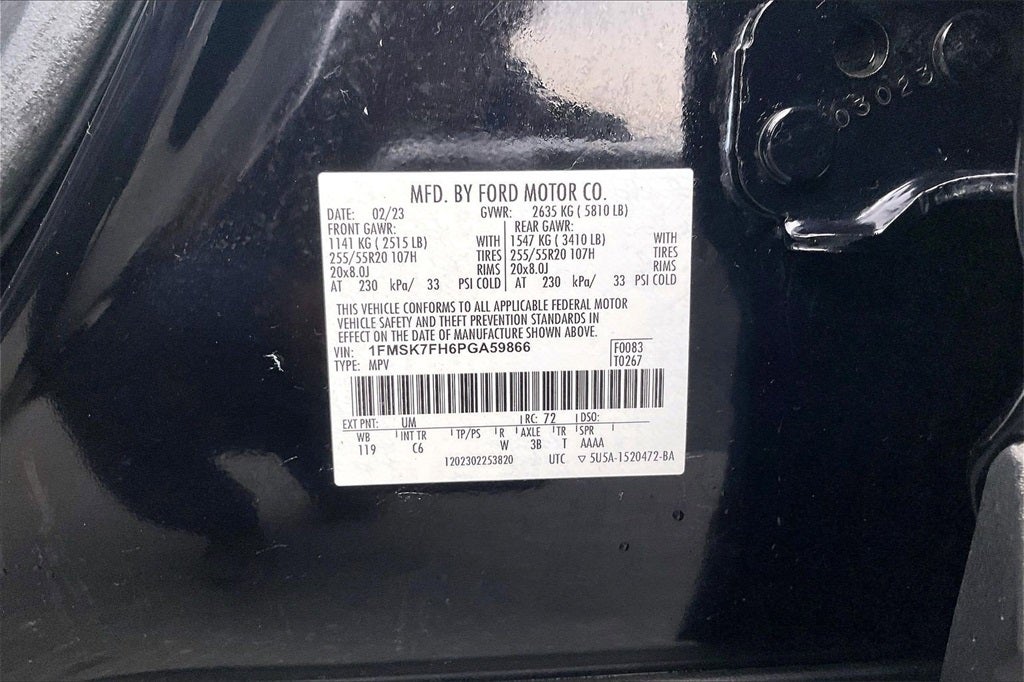 03023
MFD. BY FORD MOTOR CO.
DATE: 02/23 GVWR: 2635 KG ( 5810 LB)
FRONT GAWR: REAR GAWR:
1141 KG ( 2515 LB) WITH 1547 KG ( 3410 LB) WITH
255/55R20 107H TIRES 255/55R20 107H TIRES
20x8.0J RIMS 20x8.0J RIMS
AT 230 kPa/ 33 PSI COLD AT 230 kPa/ 33 PSI COLD
THIS VEHICLE CONFORMS TO ALL APPLICABLE FEDERAL MOTOR
VEHICLE SAFETY AND THEFT PREVENTION STANDARDS IN
EFFECT ON THE DATE OF MANUFACTURE SHOWN ABOVE.
VIN: 1FMSK7FH6PGA59866 F0083
TYPE: MPV T0267
EXT PNT: UM RC: 72 DSO:
WB INT TR TP/PS R AXLE TR SPR
119 C6 W 3B T AAAA
1202302253820 UTC ▽ 5U5A-1520472-BA